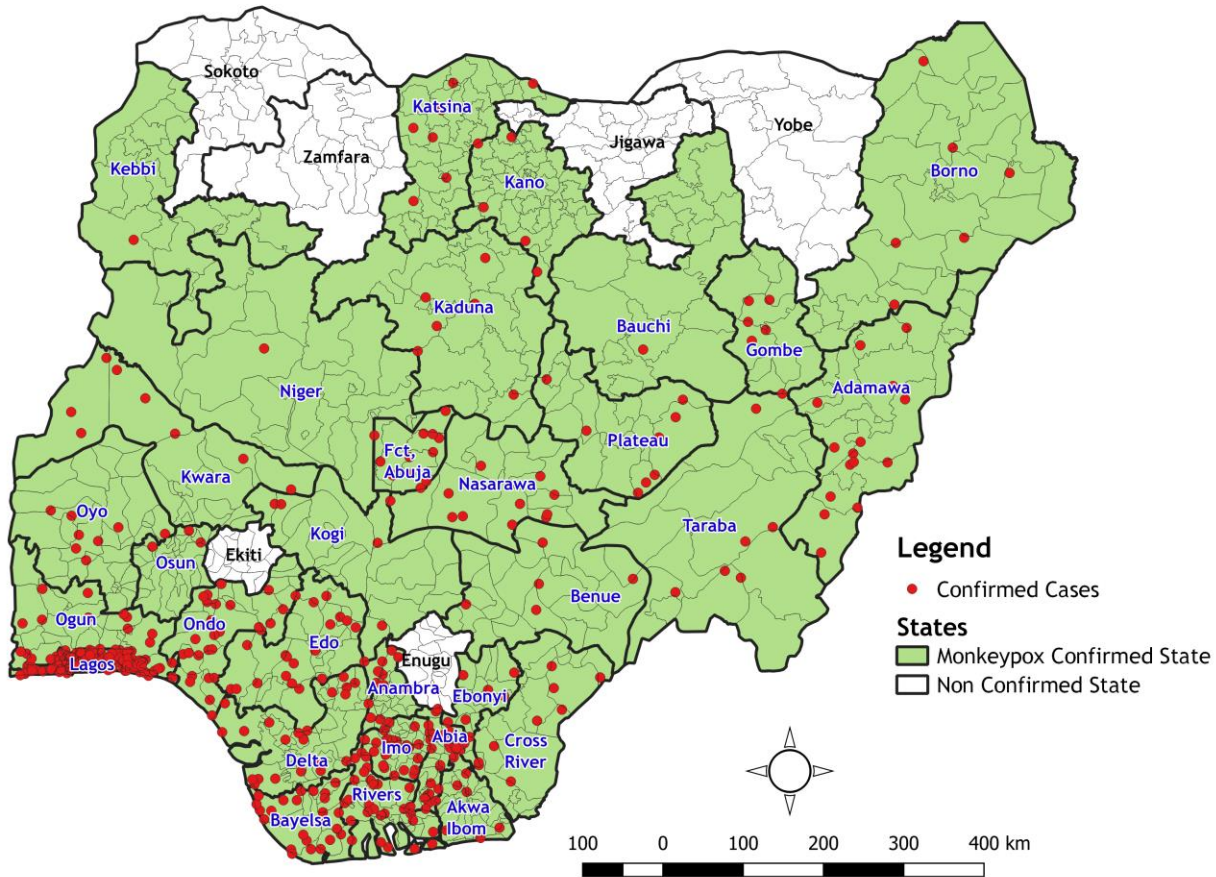 Sokoto
Katsina
Yobe
Jigawa
Zamfara
Kebbi
Kano
Borno
Kaduna
Bauchi
Gombe
Niger
Adamawa
Fct,
Abuja
Plateau
Kwara
Nasarawa
Oyo
Kogi
Taraba
Osun
Ekiti
Benue
Ogun
Ondo
Edo
Lagos
Enugu
Anambra
Ebonyi
Imo
Abia
Cross
River
Delta
Rivers
Bayelsa
Akwa
Ibom
Legend
Confirmed Cases
States
Monkeypox Confirmed State
Non Confirmed State
100 0 100 200 300 400 km